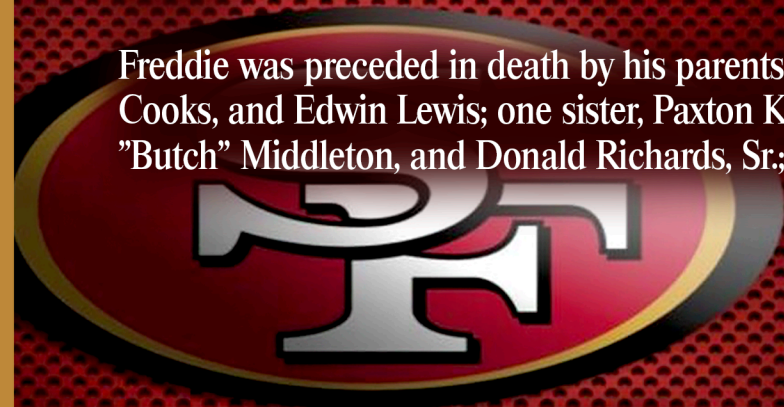 Freddie was preceded in death by his parents
Cooks, and Edwin Lewis; one sister, Paxton K
”Butch” Middleton, and Donald Richards, Sr.;
SF